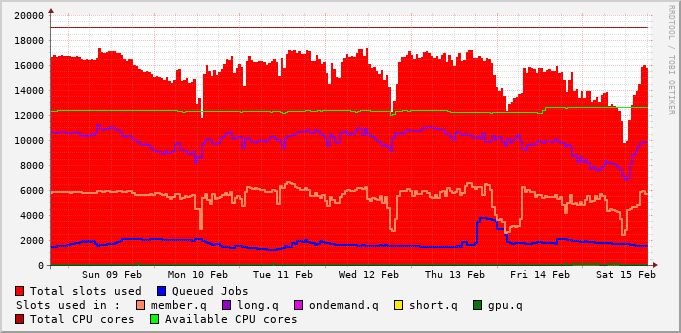 20000
18000
16000
14000
12000
10000
8000
6000
4000
2000
0
Sun 09 Feb Mon 10 Feb Tue 11 Feb Wed 12 Feb Thu 13 Feb Fri 14 Feb Sat 15 Feb
RRDTOOL / TOBI OETIKER
Total slots used Queued Jobs
Slots used in : member.q long.q ondemand.q short.q gpu.q
Total CPU cores Available CPU cores